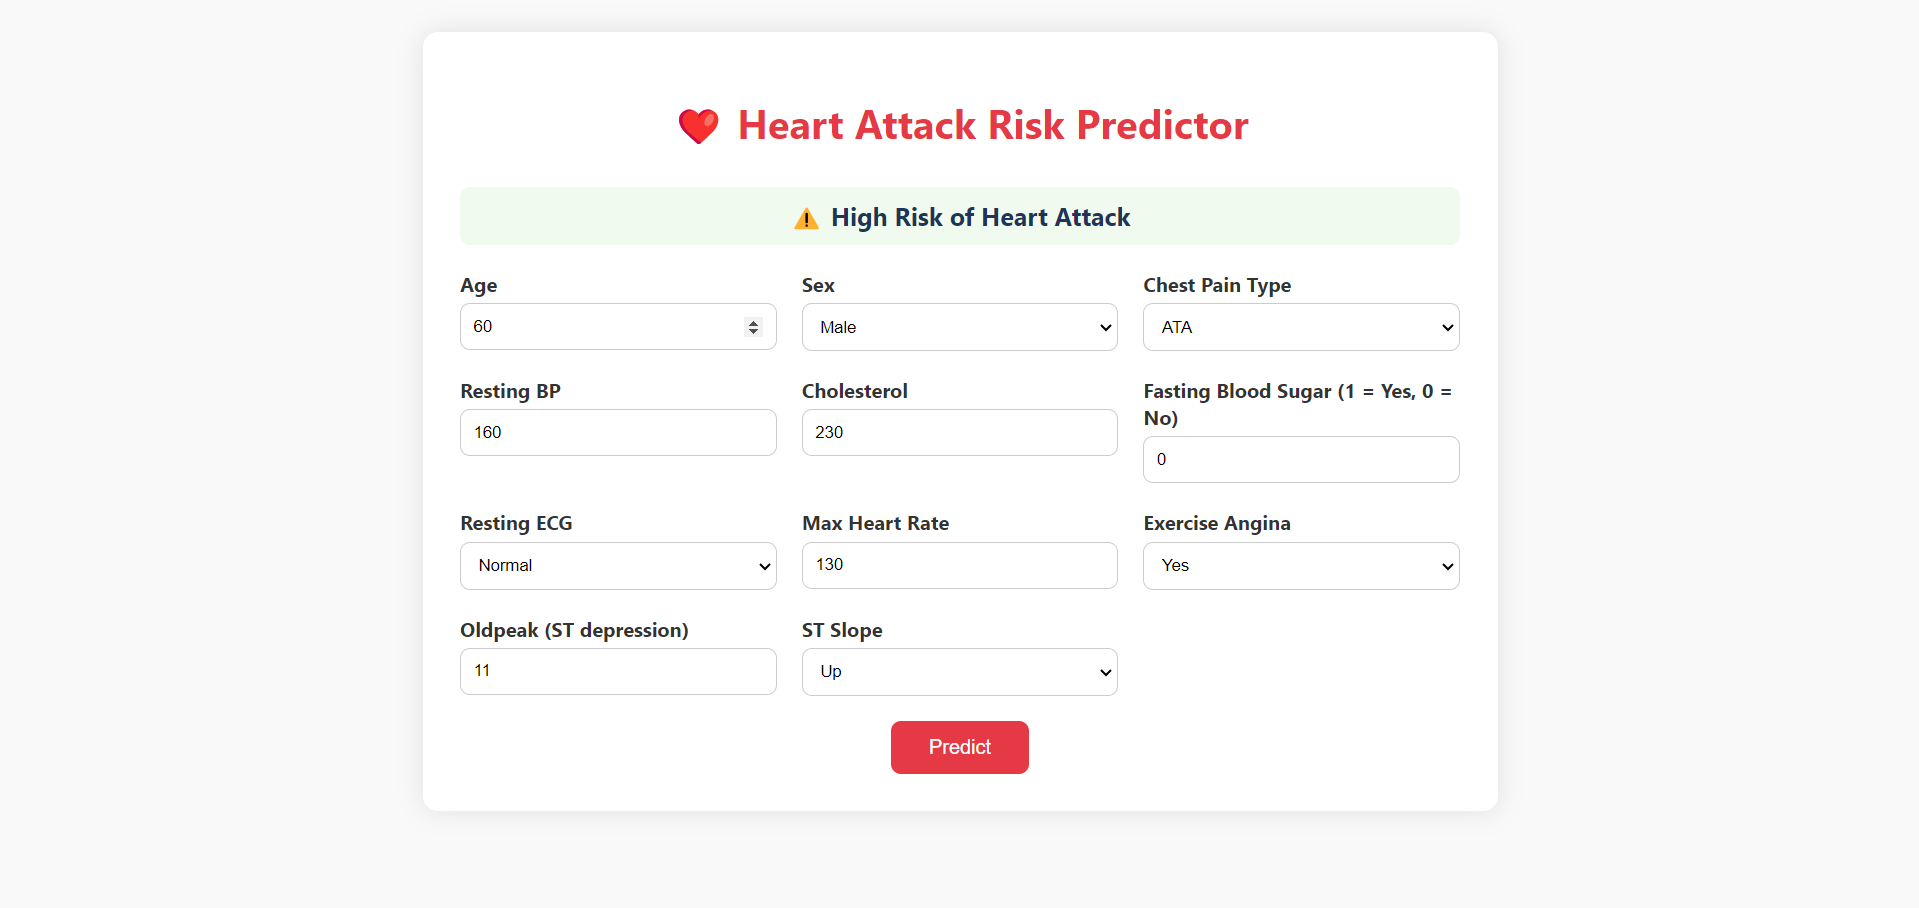 Heart Attack Risk Predictor
High Risk of Heart Attack
Age
Sex
Chest Pain Type
60
Male
ATA
Resting BP
Cholesterol
Fasting Blood Sugar (1 = Yes, 0 =
No)
160
230
0
Resting ECG
Max Heart Rate
Exercise Angina
Normal
130
Yes
Oldpeak (ST depression)
ST Slope
11
Up
Predict